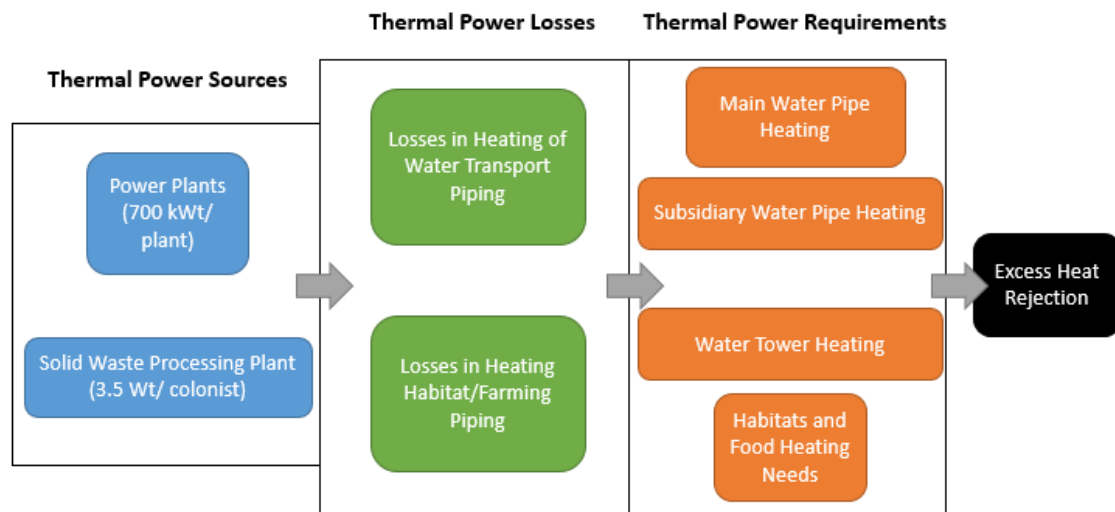 Thermal Power Sources
Power Plants
(700 kWt/
plant)
Solid Waste Processing Plant
(3.5 Wt/ colonist)
Thermal Power Losses
Losses in Heating of
Water Transport
Piping
Losses in Heating
Habitat/Farming
Piping
Thermal Power Requirements
Main Water Pipe
Heating
Subsidiary Water Pipe Heating
Water Tower Heating
Habitats and
Food Heating
Needs
Excess Heat
Rejection